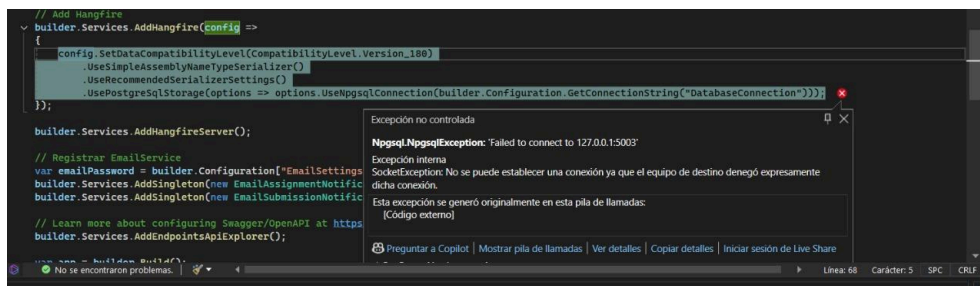 // Add Hangfire
builder.Services.AddHangfire(config =>
{
config.SetDataCompatibilityLevel(CompatibilityLevel.Version_180)
.UseSimpleAssemblyNameTypeSerializer()
.UseRecommendedSerializerSettings()
.UsePostgreSqlStorage(options => options.UseNpgsqlConnection(builder.Configuration.GetConnectionString("DatabaseConnection")));
});
builder.Services.AddHangfireServer();
// Registrar EmailService
var emailPassword = builder.Configuration["EmailSettings
builder.Services.AddSingleton(new EmailAssignmentNotific
builder.Services.AddSingleton(new EmailSubmissionNotific
// Learn more about configuring Swagger/OpenAPI at https
builder.Services.AddEndpointsApiExplorer();
var app = builder.Build();
Excepción no controlada
Npgsql.NpgsqlException: 'Failed to connect to 127.0.0.1:5003'
Excepción interna
SocketException: No se puede establecer una conexión ya que el equipo de destino denegó expresamente
dicha conexión.
Esta excepción se generó originalmente en esta pila de llamadas:
[Código externo]
Preguntar a Copilot | Mostrar pila de llamadas | Ver detalles | Copiar detalles | Iniciar sesión de Live Share
No se encontraron problemas.
Línea: 68 Carácter: 5 SPC CRLF